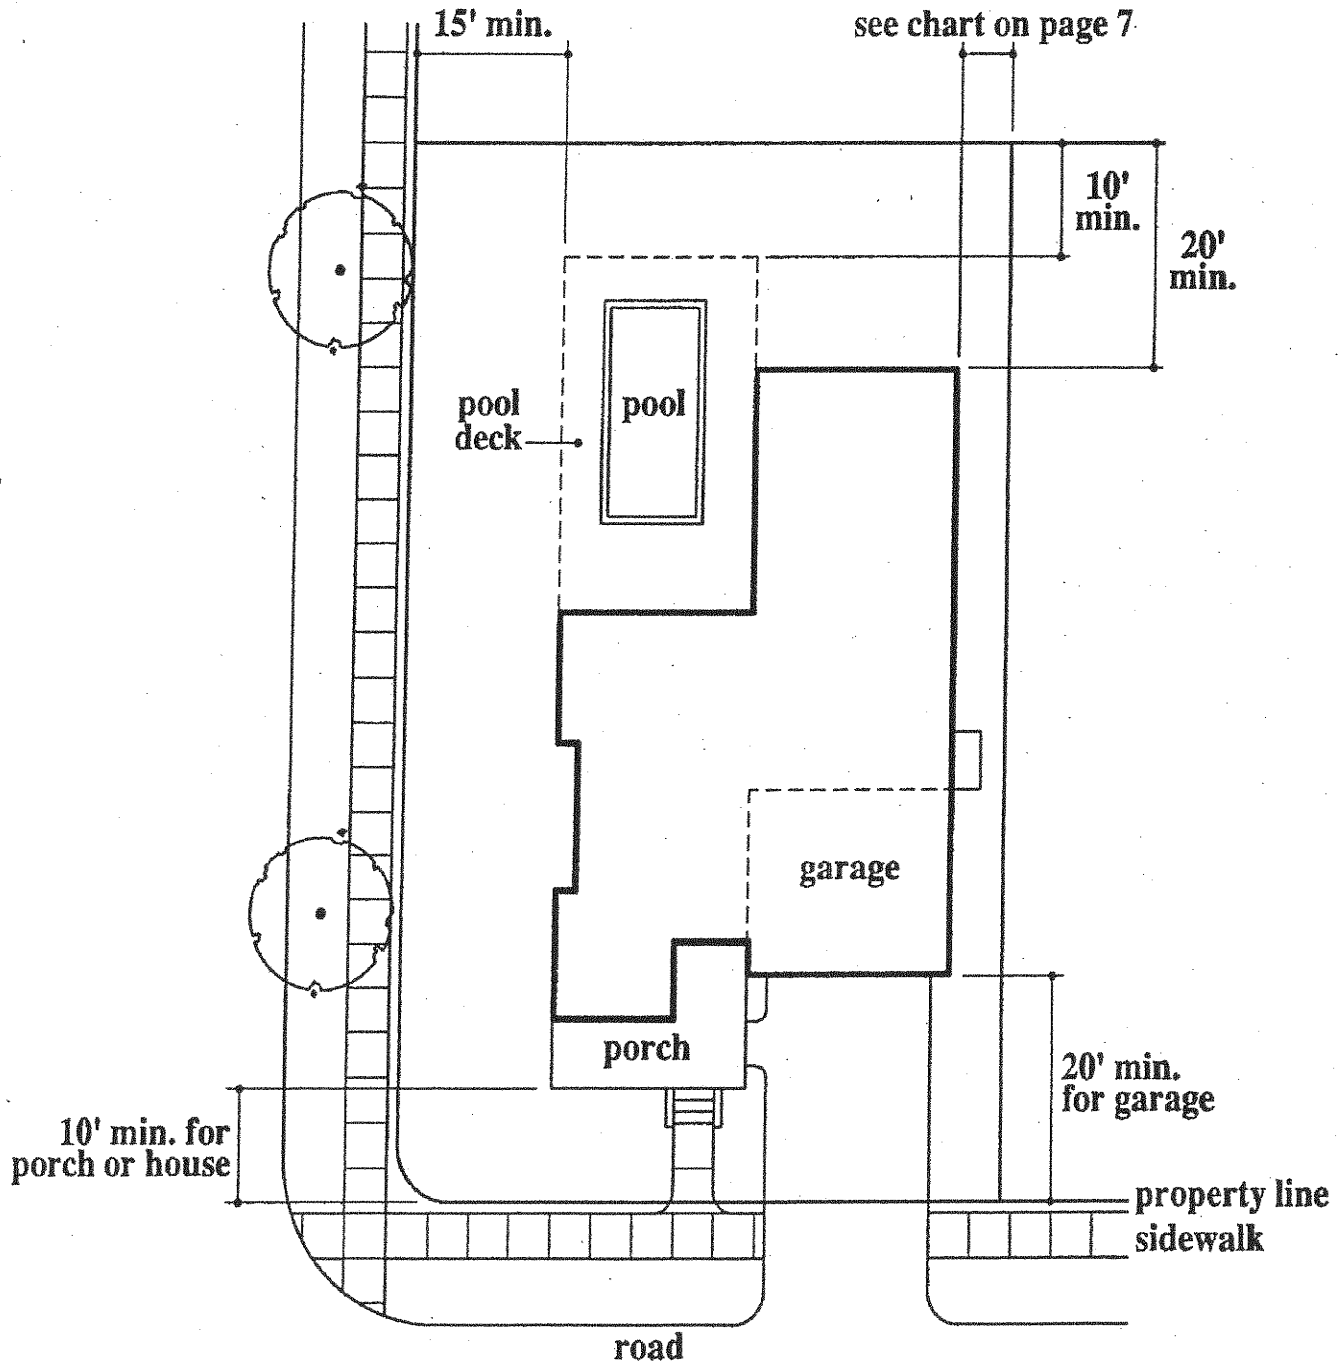 15' min.
see chart on page 7
10'
min.
20'
min.
pool
deck
pool
garage
porch
20' min.
for garage
10' min. for
porch or house
property line
sidewalk
road